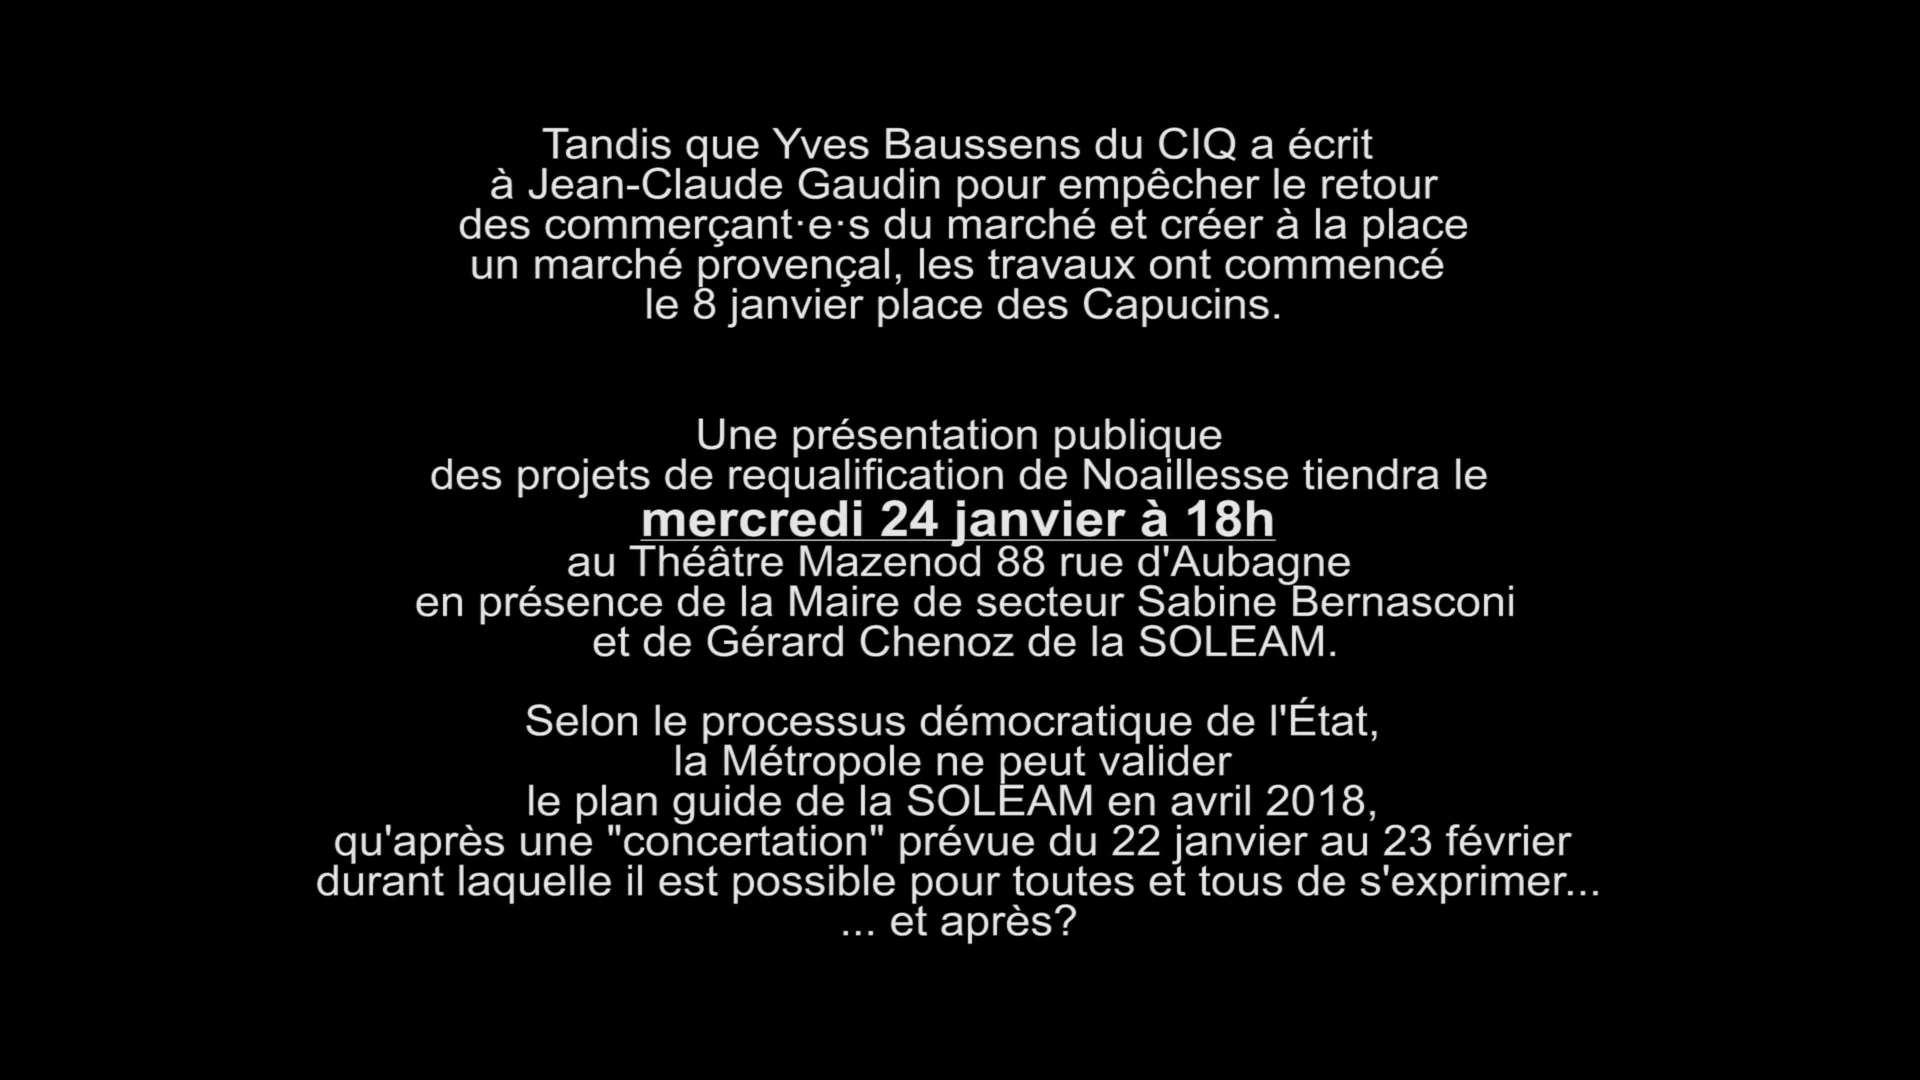 Tandis que Yves Baussens du CIQ a écrit
à Jean-Claude Gaudin pour empêcher le retour
des commerçant·e·s du marché et créer à la place
un marché provençal, les travaux ont commencé
le 8 janvier place des Capucins.
Une présentation publique
des projets de requalification de Noaillesse tiendra le
mercredi 24 janvier à 18h
au Théâtre Mazenod 88 rue d'Aubagne
en présence de la Maire de secteur Sabine Bernasconi
et de Gérard Chenoz de la SOLEAM.
Selon le processus démocratique de l'État,
la Métropole ne peut valider
le plan guide de la SOLEAM en avril 2018,
qu'après une "concertation" prévue du 22 janvier au 23 février
durant laquelle il est possible pour toutes et tous de s'exprimer...
... et après?